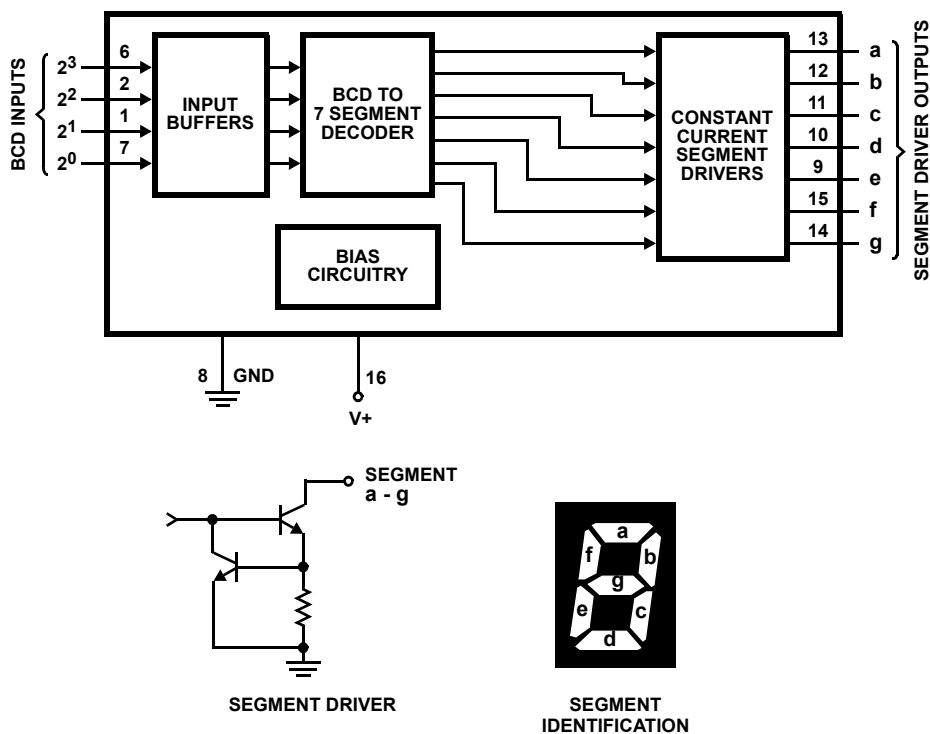 BCD INPUTS
2³ 6
2² 2
2¹ 1
2⁰ 7
INPUT
BUFFERS
BCD TO
7 SEGMENT
DECODER
BIAS
CIRCUITRY
CONSTANT
CURRENT
SEGMENT
DRIVERS
13 a
12 b
11 c
10 d
9 e
15 f
14 g
SEGMENT DRIVER OUTPUTS
8 GND
16
V+
SEGMENT
a - g
SEGMENT DRIVER
a
f b
g
e c
d
SEGMENT
IDENTIFICATION